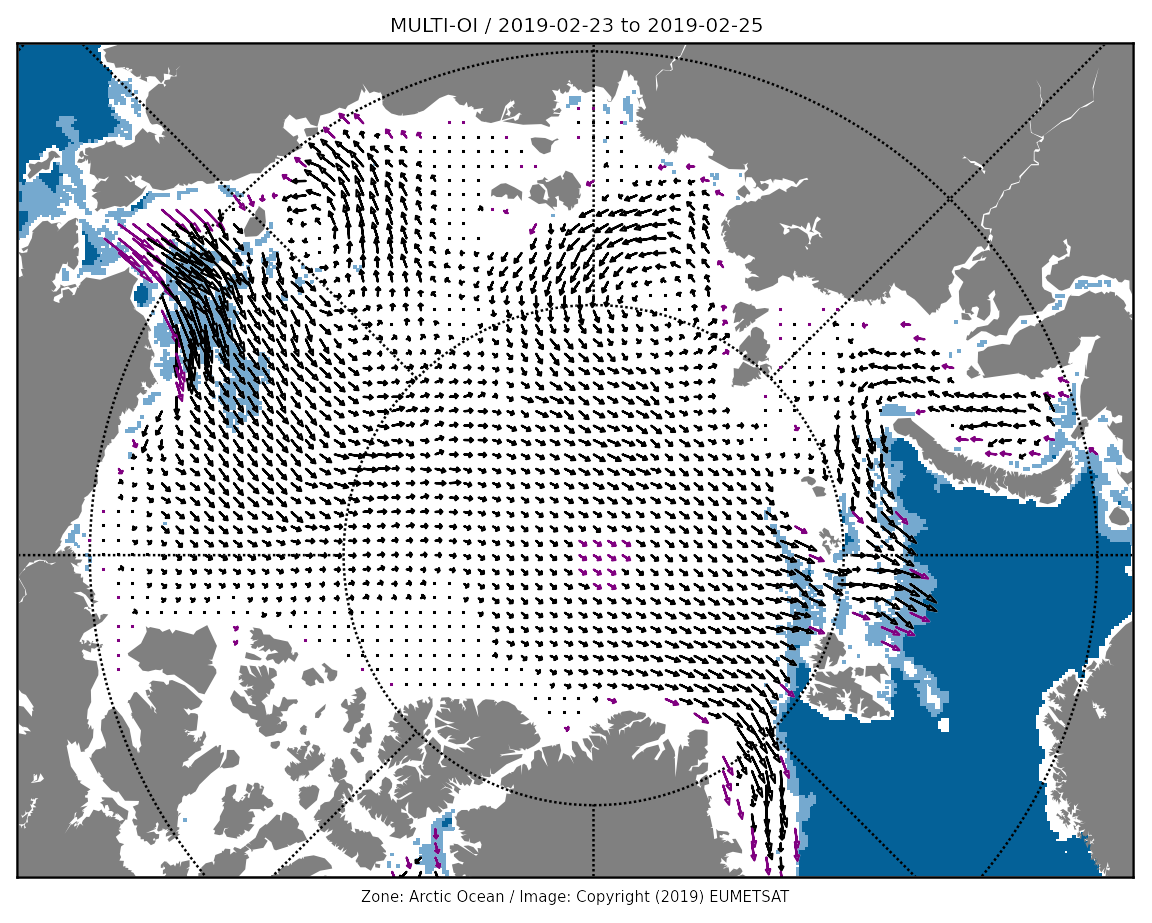 MULTI-OI / 2019-02-23 to 2019-02-25
Zone: Arctic Ocean / Image: Copyright (2019) EUMETSAT